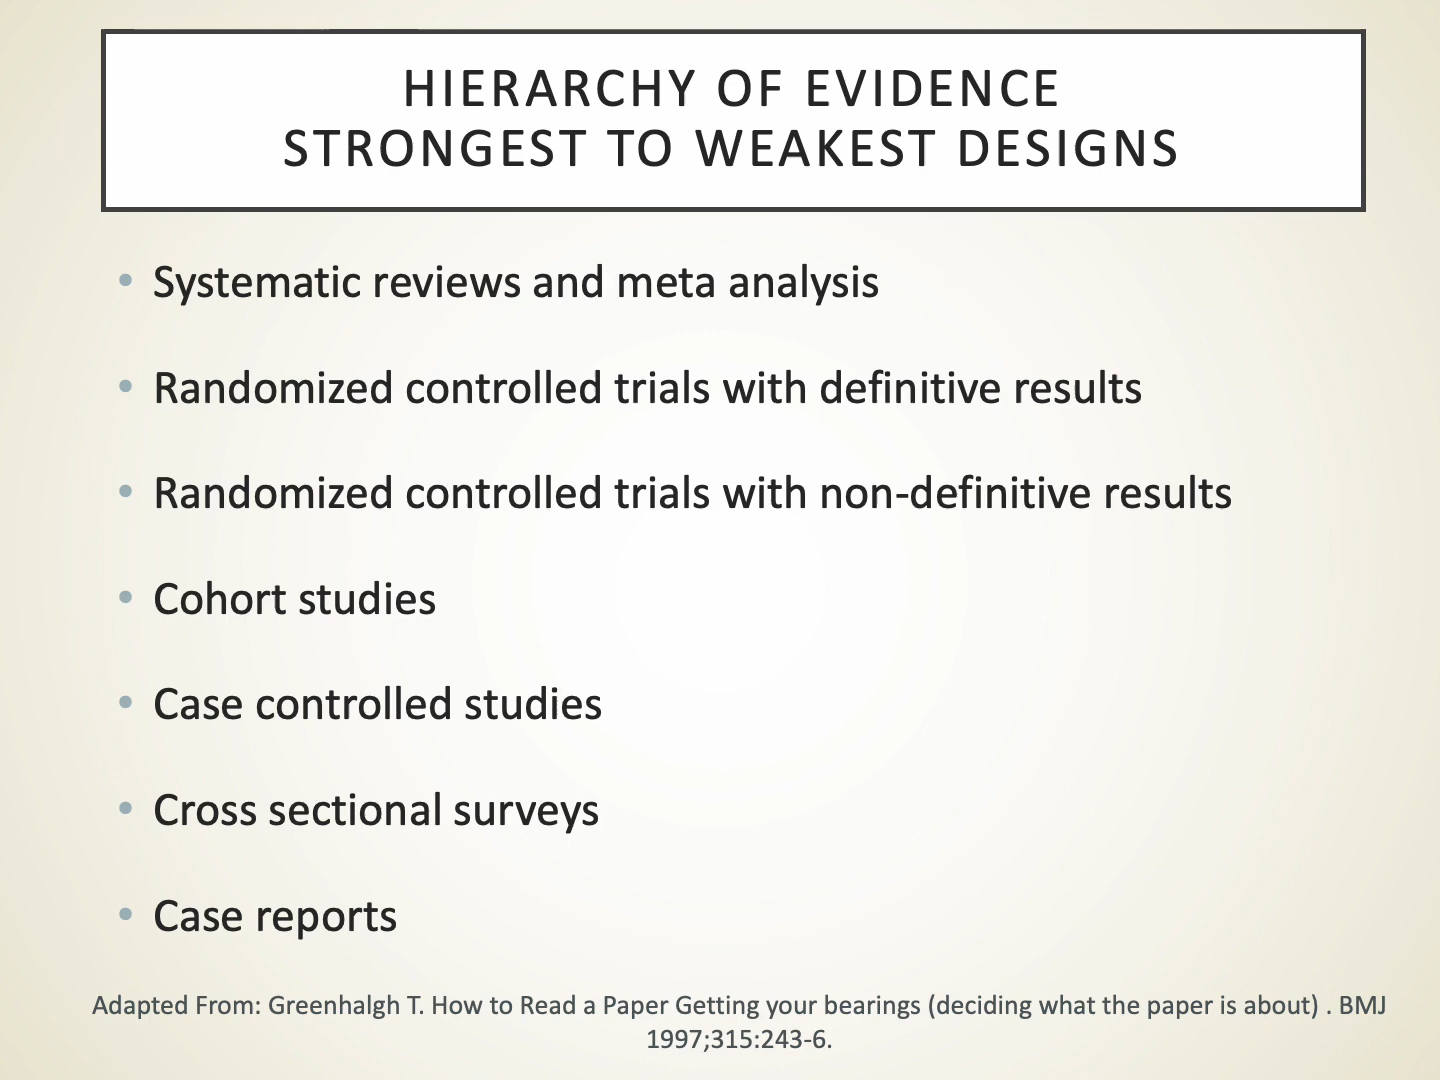 HIERARCHY OF EVIDENCE
STRONGEST TO WEAKEST DESIGNS
• Systematic reviews and meta analysis
• Randomized controlled trials with definitive results
• Randomized controlled trials with non-definitive results
• Cohort studies
• Case controlled studies
• Cross sectional surveys
• Case reports
Adapted From: Greenhalgh T. How to Read a Paper Getting your bearings (deciding what the paper is about) . BMJ
1997;315:243-6.